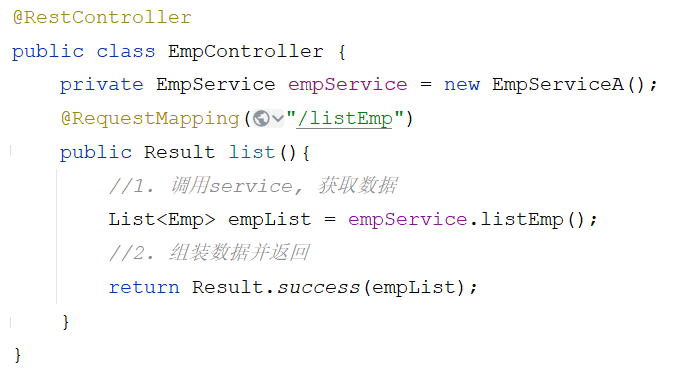 @RestController
public class EmpController {
    private EmpService empService = new EmpServiceA();
    @RequestMapping("/listEmp")
    public Result list(){
        //1. 调用service, 获取数据
        List<Emp> empList = empService.listEmp();
        //2. 组装数据并返回
        return Result.success(empList);
    }
}